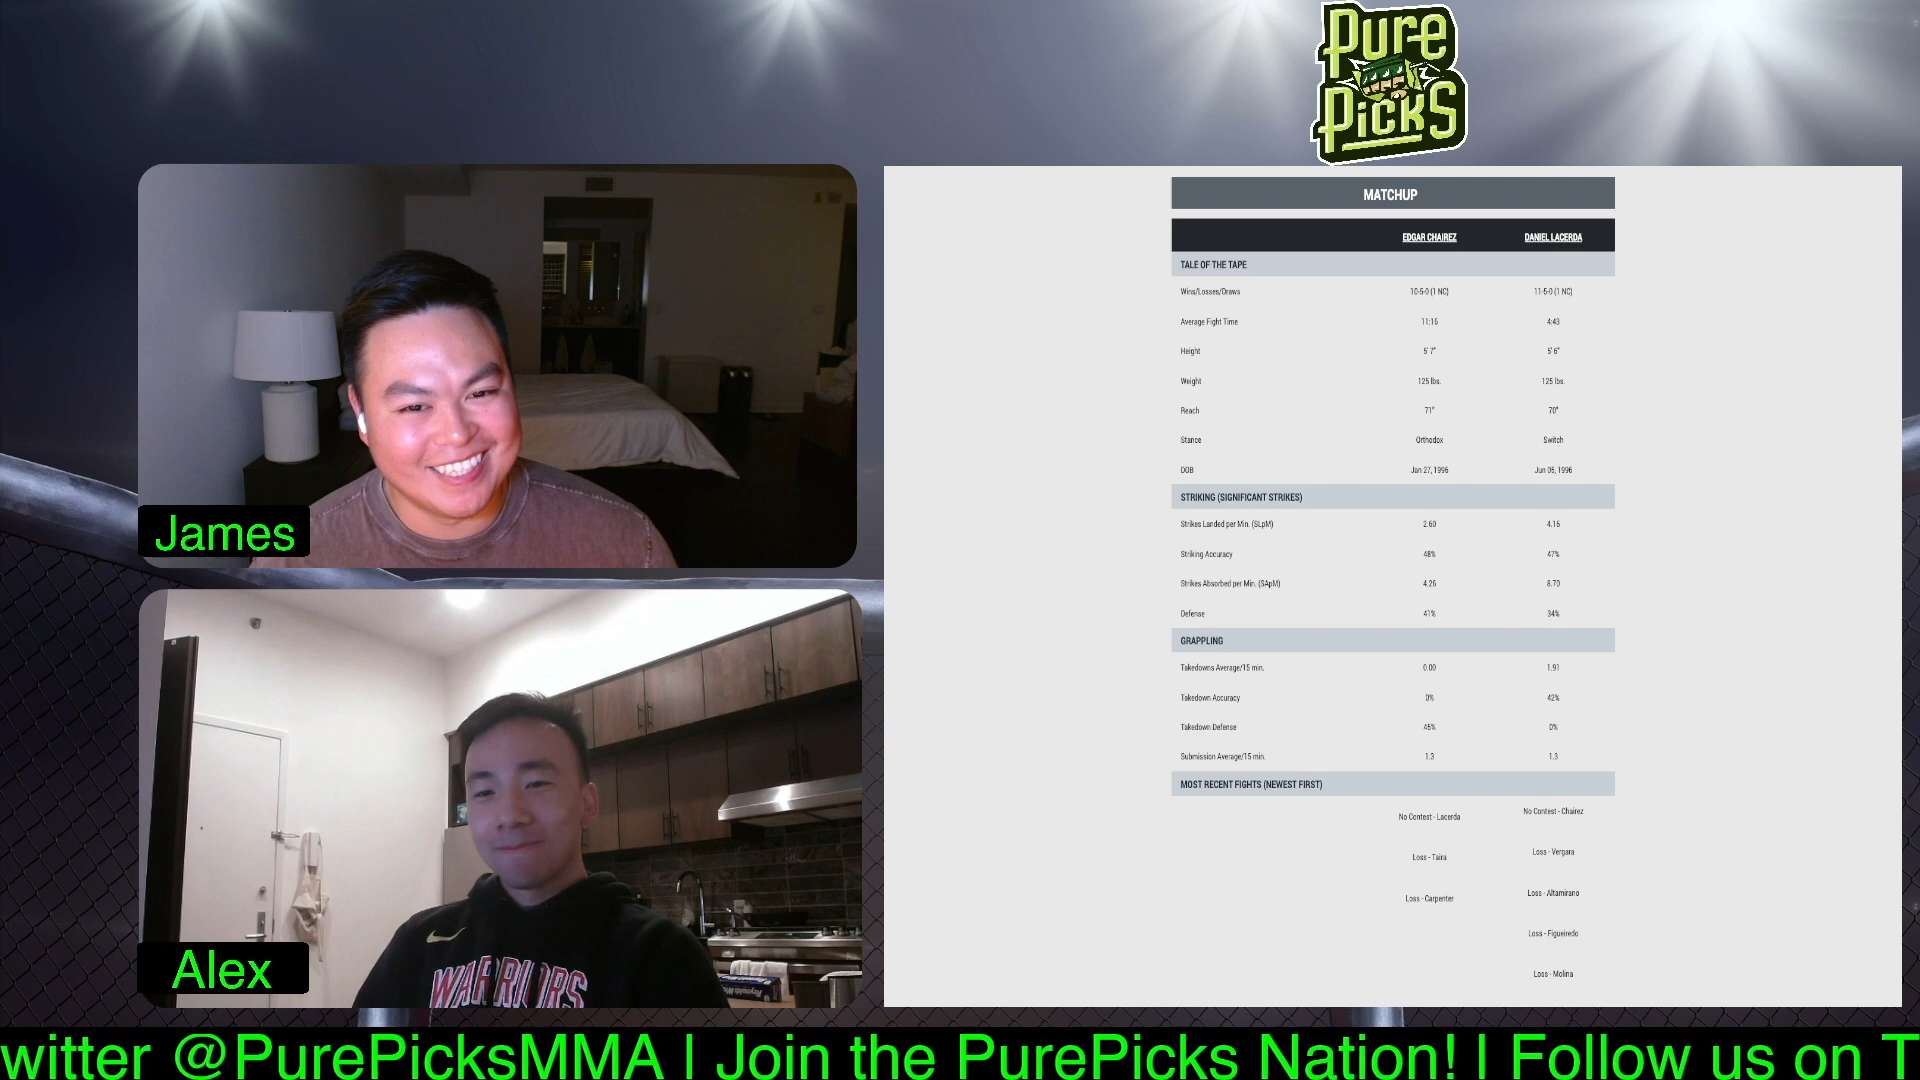 Pure
Picks
MATCHUP
EDGAR CHAIREZ DANIEL LACERDA
TALE OF THE TAPE
Wins/Losses/Draws 10-5-0 (1 NC) 11-5-0 (1 NC)
Average Fight Time 11:16 4:43
Height 5' 7" 5' 6"
Weight 125 lbs. 125 lbs.
Reach 71" 70"
Stance Orthodox Switch
DOB Jan 27, 1996
STRIKING (SIGNIFICANT STRIKES)
Strikes Landed per Min. (SLpM) 2.60 4.16
Striking Accuracy 48% 47%
Strikes Absorbed per Min. (SApM) 4.26 8.70
Defense 41% 34%
GRAPPLING
Takedowns Average/15 min. 0.00 1.91
Takedown Accuracy 0% 42%
Takedown Defense 45% 0%
Submission Average/15 min. 1.3 1.3
MOST RECENT FIGHTS (NEWEST FIRST)
No Contest - Lacerda No Contest - Chairez
Loss - Taira Loss - Vergara
Loss - Carpenter Loss - Altamirano
Loss - Figueiredo
Loss - Molina
James
Alex
WARRIORS
witter @PurePicksMMA | Join the PurePicks Nation! | Follow us on T